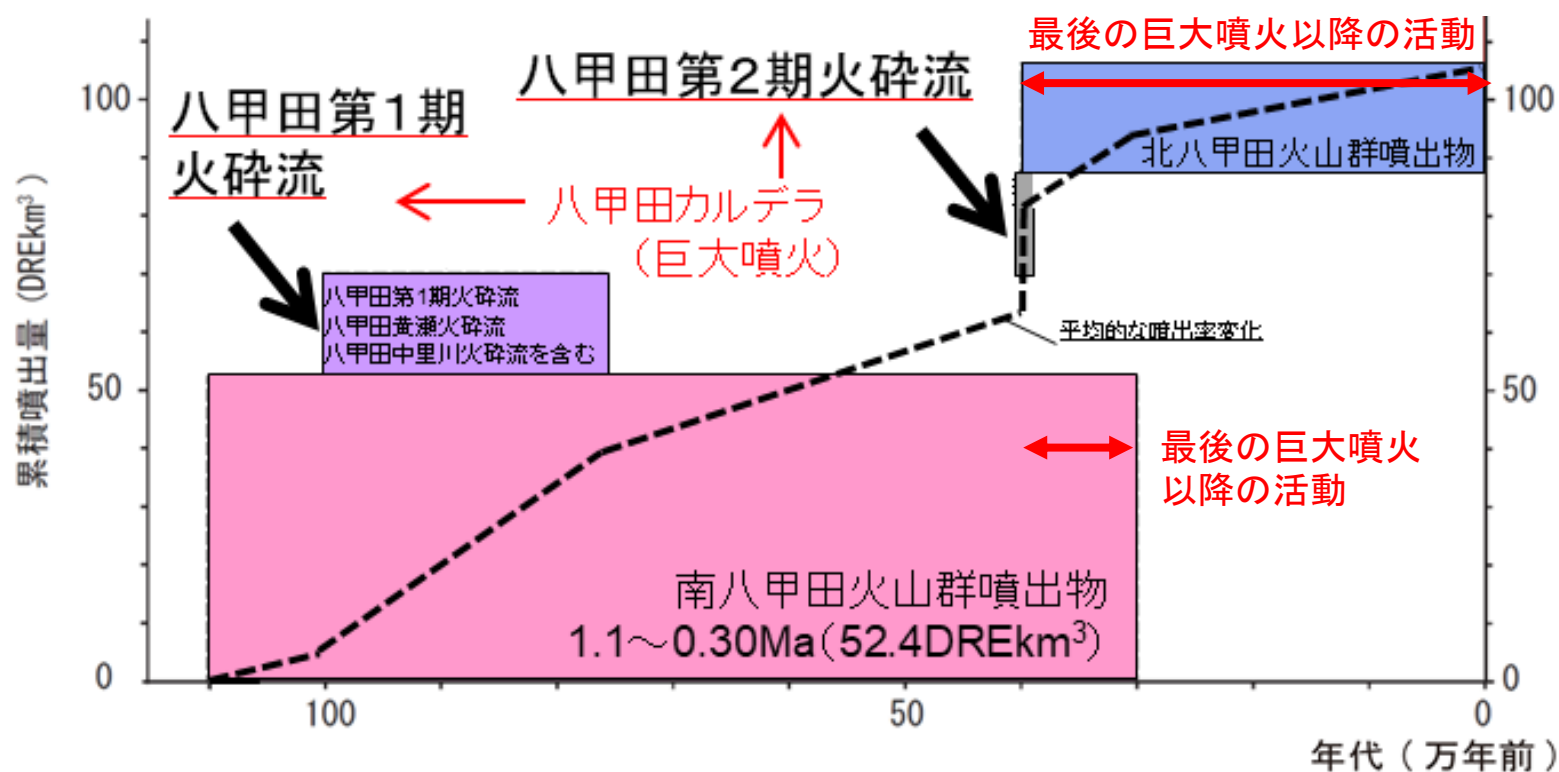 最後の巨大噴火以降の活動
八甲田第2期火砕流
八甲田第1期
火砕流
八甲田カルデラ
（巨大噴火）
北八甲田火山群噴出物
八甲田第1期火砕流
八甲田黄瀬火砕流
八甲田中里川火砕流を含む
平均的な噴出率変化
最後の巨大噴火
以降の活動
南八甲田火山群噴出物
1.1～0.30Ma（52.4DREkm³）
累積噴出量（DREkm³）
100
50
0
100
50
0
100
50
0
年代（万年前）